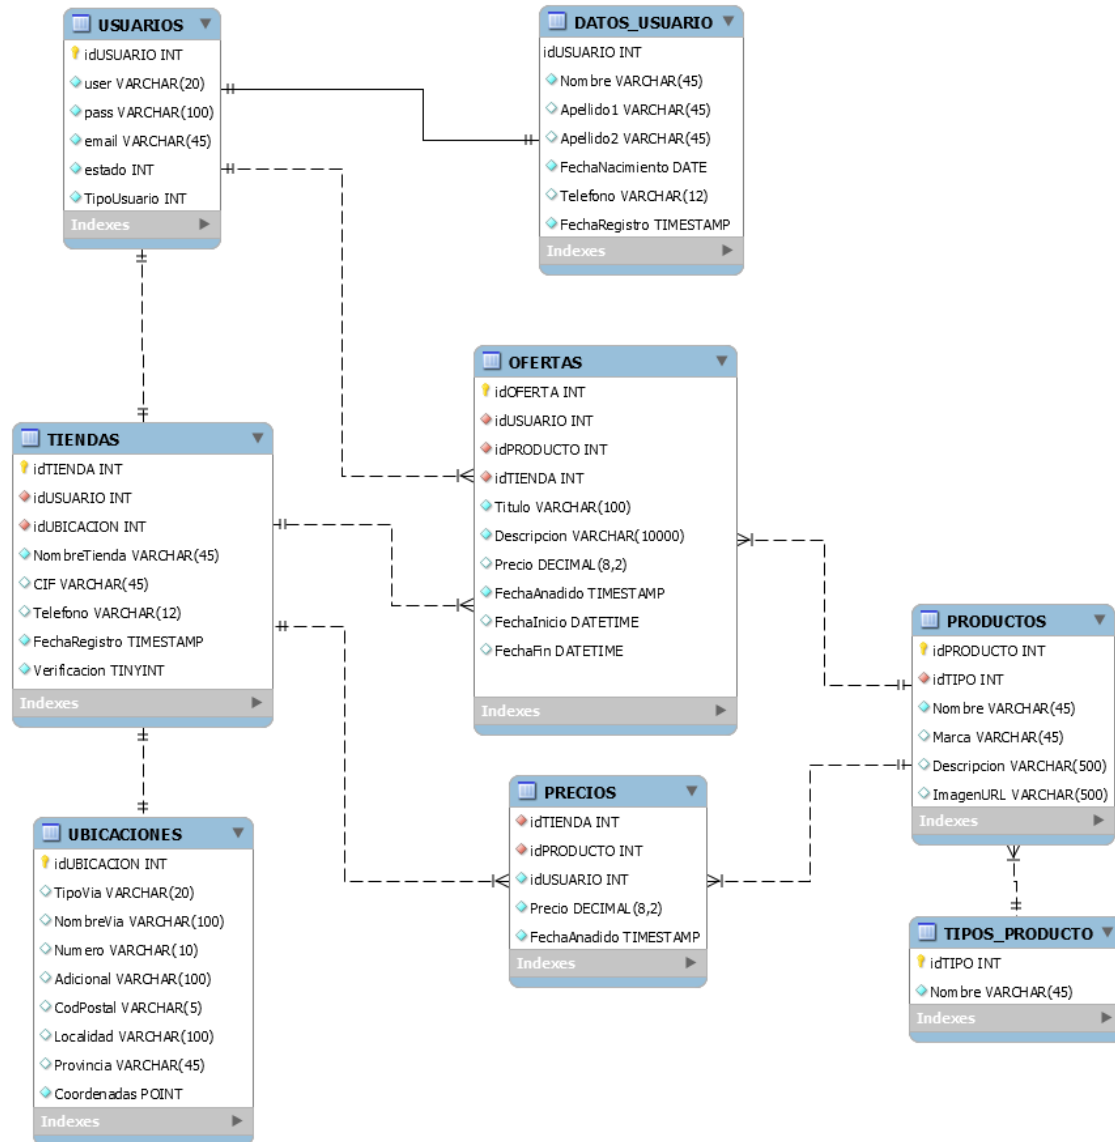 USUARIOS
idUSUARIO INT
user VARCHAR(20)
pass VARCHAR(100)
email VARCHAR(45)
estado INT
TipoUsuario INT
Indexes
DATOS_USUARIO
idUSUARIO INT
Nombre VARCHAR(45)
Apellido1 VARCHAR(45)
Apellido2 VARCHAR(45)
FechaNacimiento DATE
Telefono VARCHAR(12)
FechaRegistro TIMESTAMP
Indexes
OFERTAS
idOFERTA INT
idUSUARIO INT
idPRODUCTO INT
idTIENDA INT
Titulo VARCHAR(100)
Descripcion VARCHAR(10000)
Precio DECIMAL(8,2)
FechaAnadido TIMESTAMP
FechaInicio DATETIME
FechaFin DATETIME
Indexes
TIENDAS
idTIENDA INT
idUSUARIO INT
idUBICACION INT
NombreTienda VARCHAR(45)
CIF VARCHAR(45)
Telefono VARCHAR(12)
FechaRegistro TIMESTAMP
Verificacion TINYINT
Indexes
PRODUCTOS
idPRODUCTO INT
idTIPO INT
Nombre VARCHAR(45)
Marca VARCHAR(45)
Descripcion VARCHAR(500)
ImagenURL VARCHAR(500)
Indexes
PRECIOS
idTIENDA INT
idPRODUCTO INT
idUSUARIO INT
Precio DECIMAL(8,2)
FechaAnadido TIMESTAMP
Indexes
UBICACIONES
idUBICACION INT
TipoVia VARCHAR(20)
NombreVia VARCHAR(100)
Numero VARCHAR(10)
Adicional VARCHAR(100)
CodPostal VARCHAR(5)
Localidad VARCHAR(100)
Provincia VARCHAR(45)
Coordenadas POINT
Indexes
TIPOS_PRODUCTO
idTIPO INT
Nombre VARCHAR(45)
Indexes